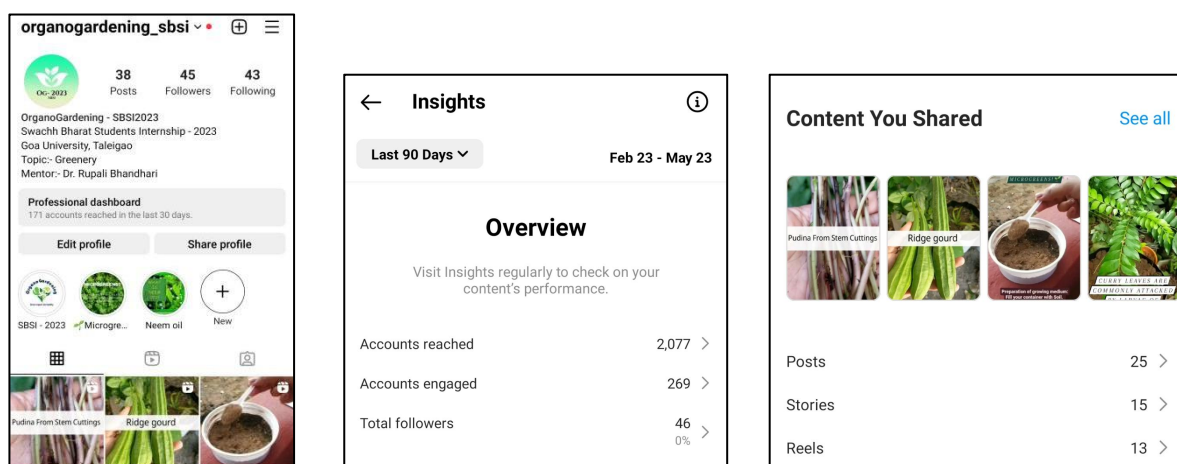 organogardening_sbsi
OG- 2023
38
Posts
45
Followers
43
Following
OrganoGardening - SBSI2023
Swachh Bharat Students Internship - 2023
Goa University, Taleigao
Topic:- Greenery
Mentor:- Dr. Rupali Bhandhari
Professional dashboard
171 accounts reached in the last 30 days.
Edit profile
Share profile
SBSI - 2023
🌱Microgre...
Neem oil
New
Pudina From Stem Cuttings
Ridge gourd
Insights
Last 90 Days
Feb 23 - May 23
Overview
Visit Insights regularly to check on your
content's performance.
Accounts reached
2,077
Accounts engaged
269
Total followers
46
0%
Content You Shared
See all
Pudina From Stem Cuttings
Ridge gourd
MICROGREENS!
Preparation of growing medium:
Fill your container with Soil.
CURRY LEAVES ARE
COMMONLY ATTACKED
Posts
25
Stories
15
Reels
13